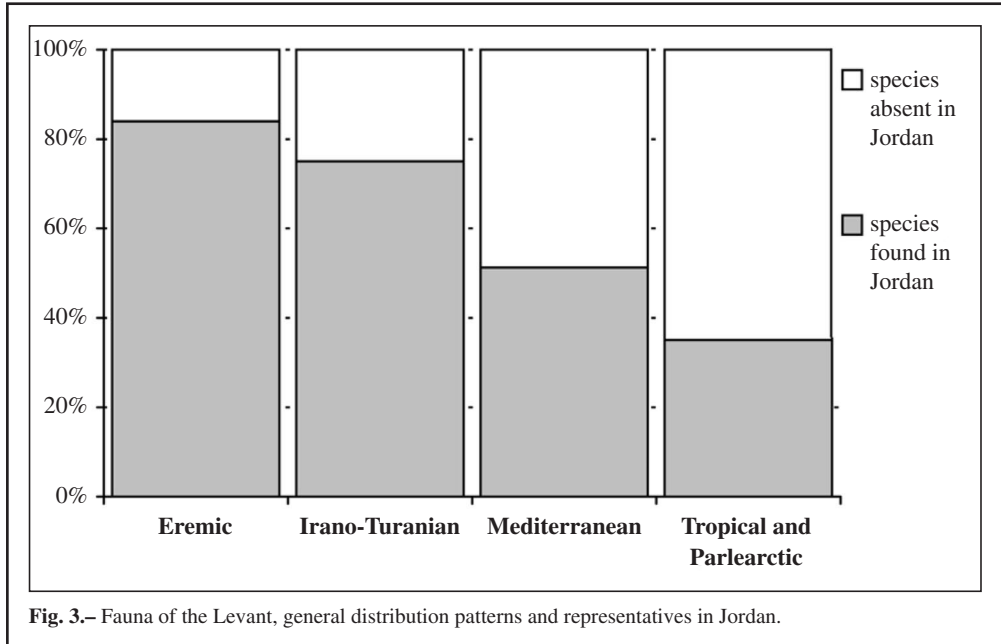 100%
80%
60%
40%
20%
0%
Eremic
Irano-Turanian
Mediterranean
Tropical and
Parlearctic
species
absent in
Jordan
species
found in
Jordan
Fig. 3.– Fauna of the Levant, general distribution patterns and representatives in Jordan.